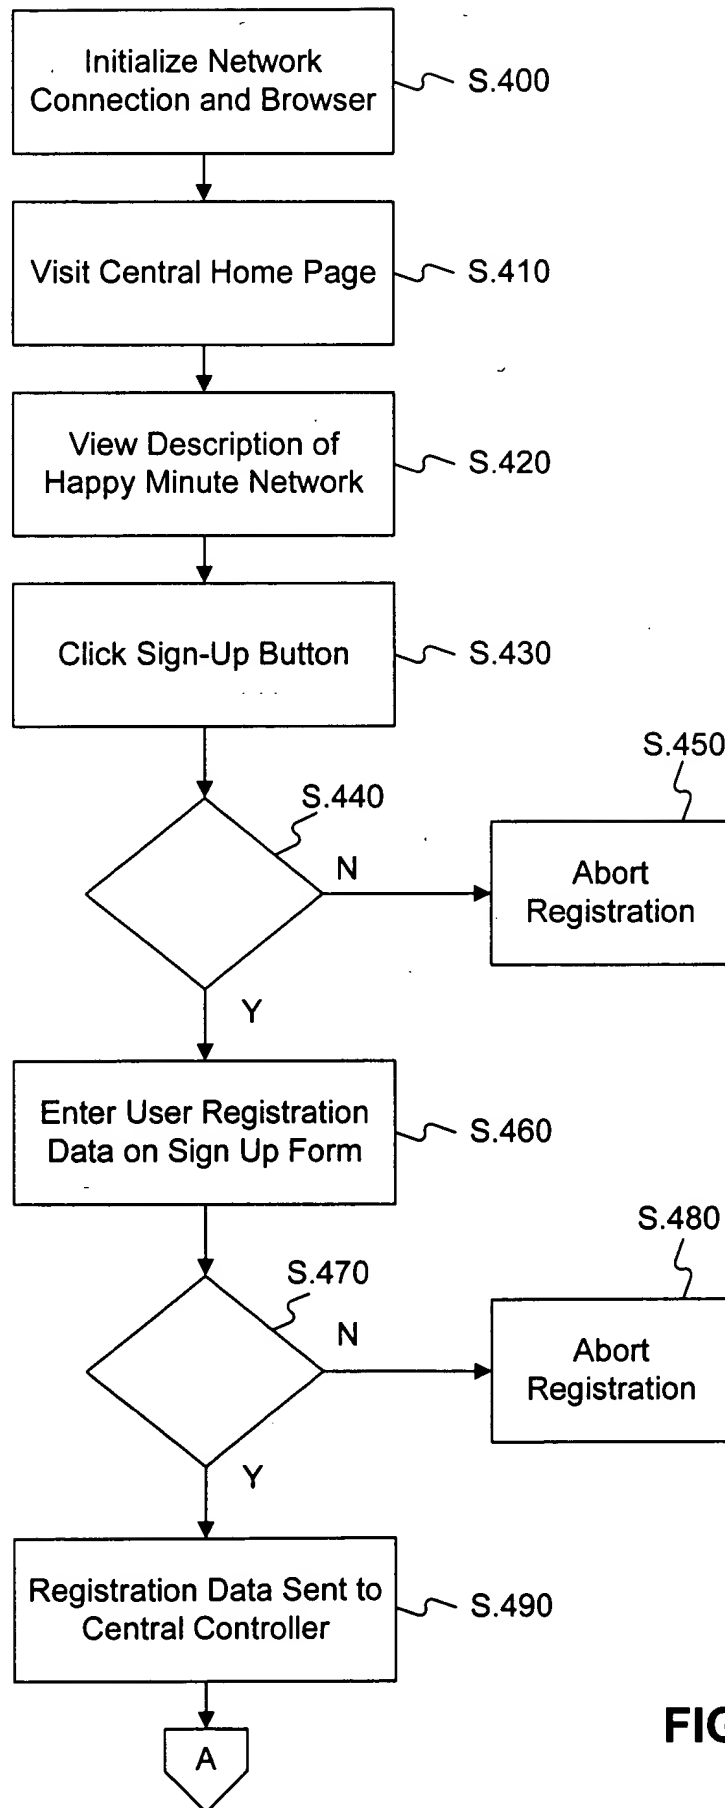 Initialize Network
Connection and Browser
S.400
Visit Central Home Page
S.410
View Description of
Happy Minute Network
S.420
Click Sign-Up Button
S.430
S.450
S.440
N
Abort
Registration
Y
Enter User Registration
Data on Sign Up Form
S.460
S.480
S.470
N
Abort
Registration
Y
Registration Data Sent to
Central Controller
S.490
FIG
A